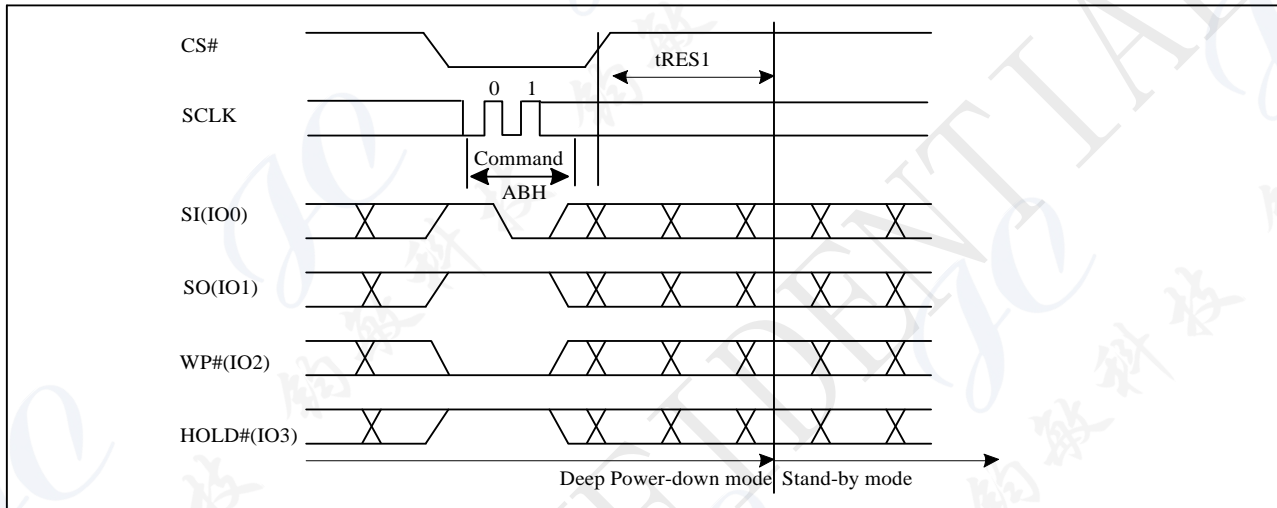 CS#
tRES1
0 1
SCLK
Command
ABH
SI(IO0)
SO(IO1)
WP#(IO2)
HOLD#(IO3)
Deep Power-down mode Stand-by mode